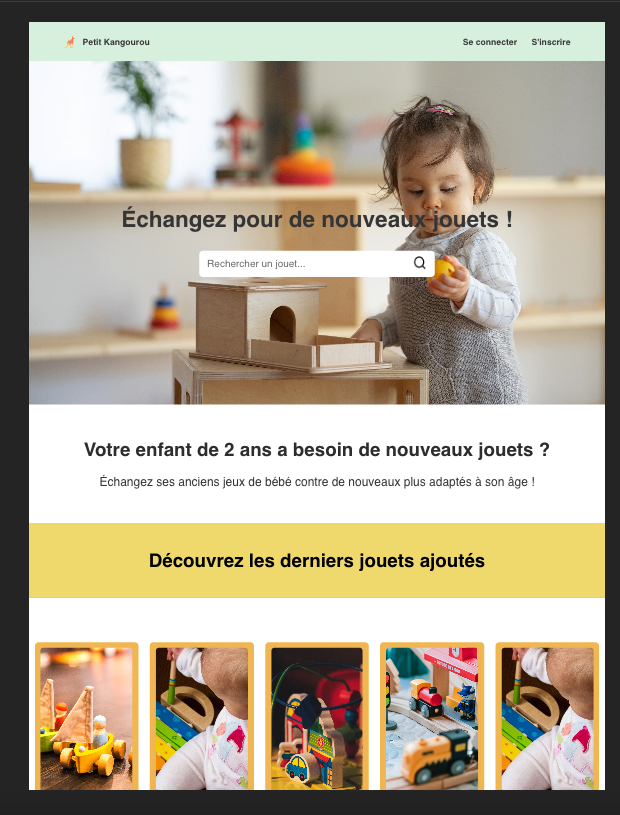 Petit Kangourou
Se connecter
S'inscrire
Échangez pour de nouveaux jouets !
Rechercher un jouet...
Votre enfant de 2 ans a besoin de nouveaux jouets ?
Échangez ses anciens jeux de bébé contre de nouveaux plus adaptés à son âge !
Découvrez les derniers jouets ajoutés